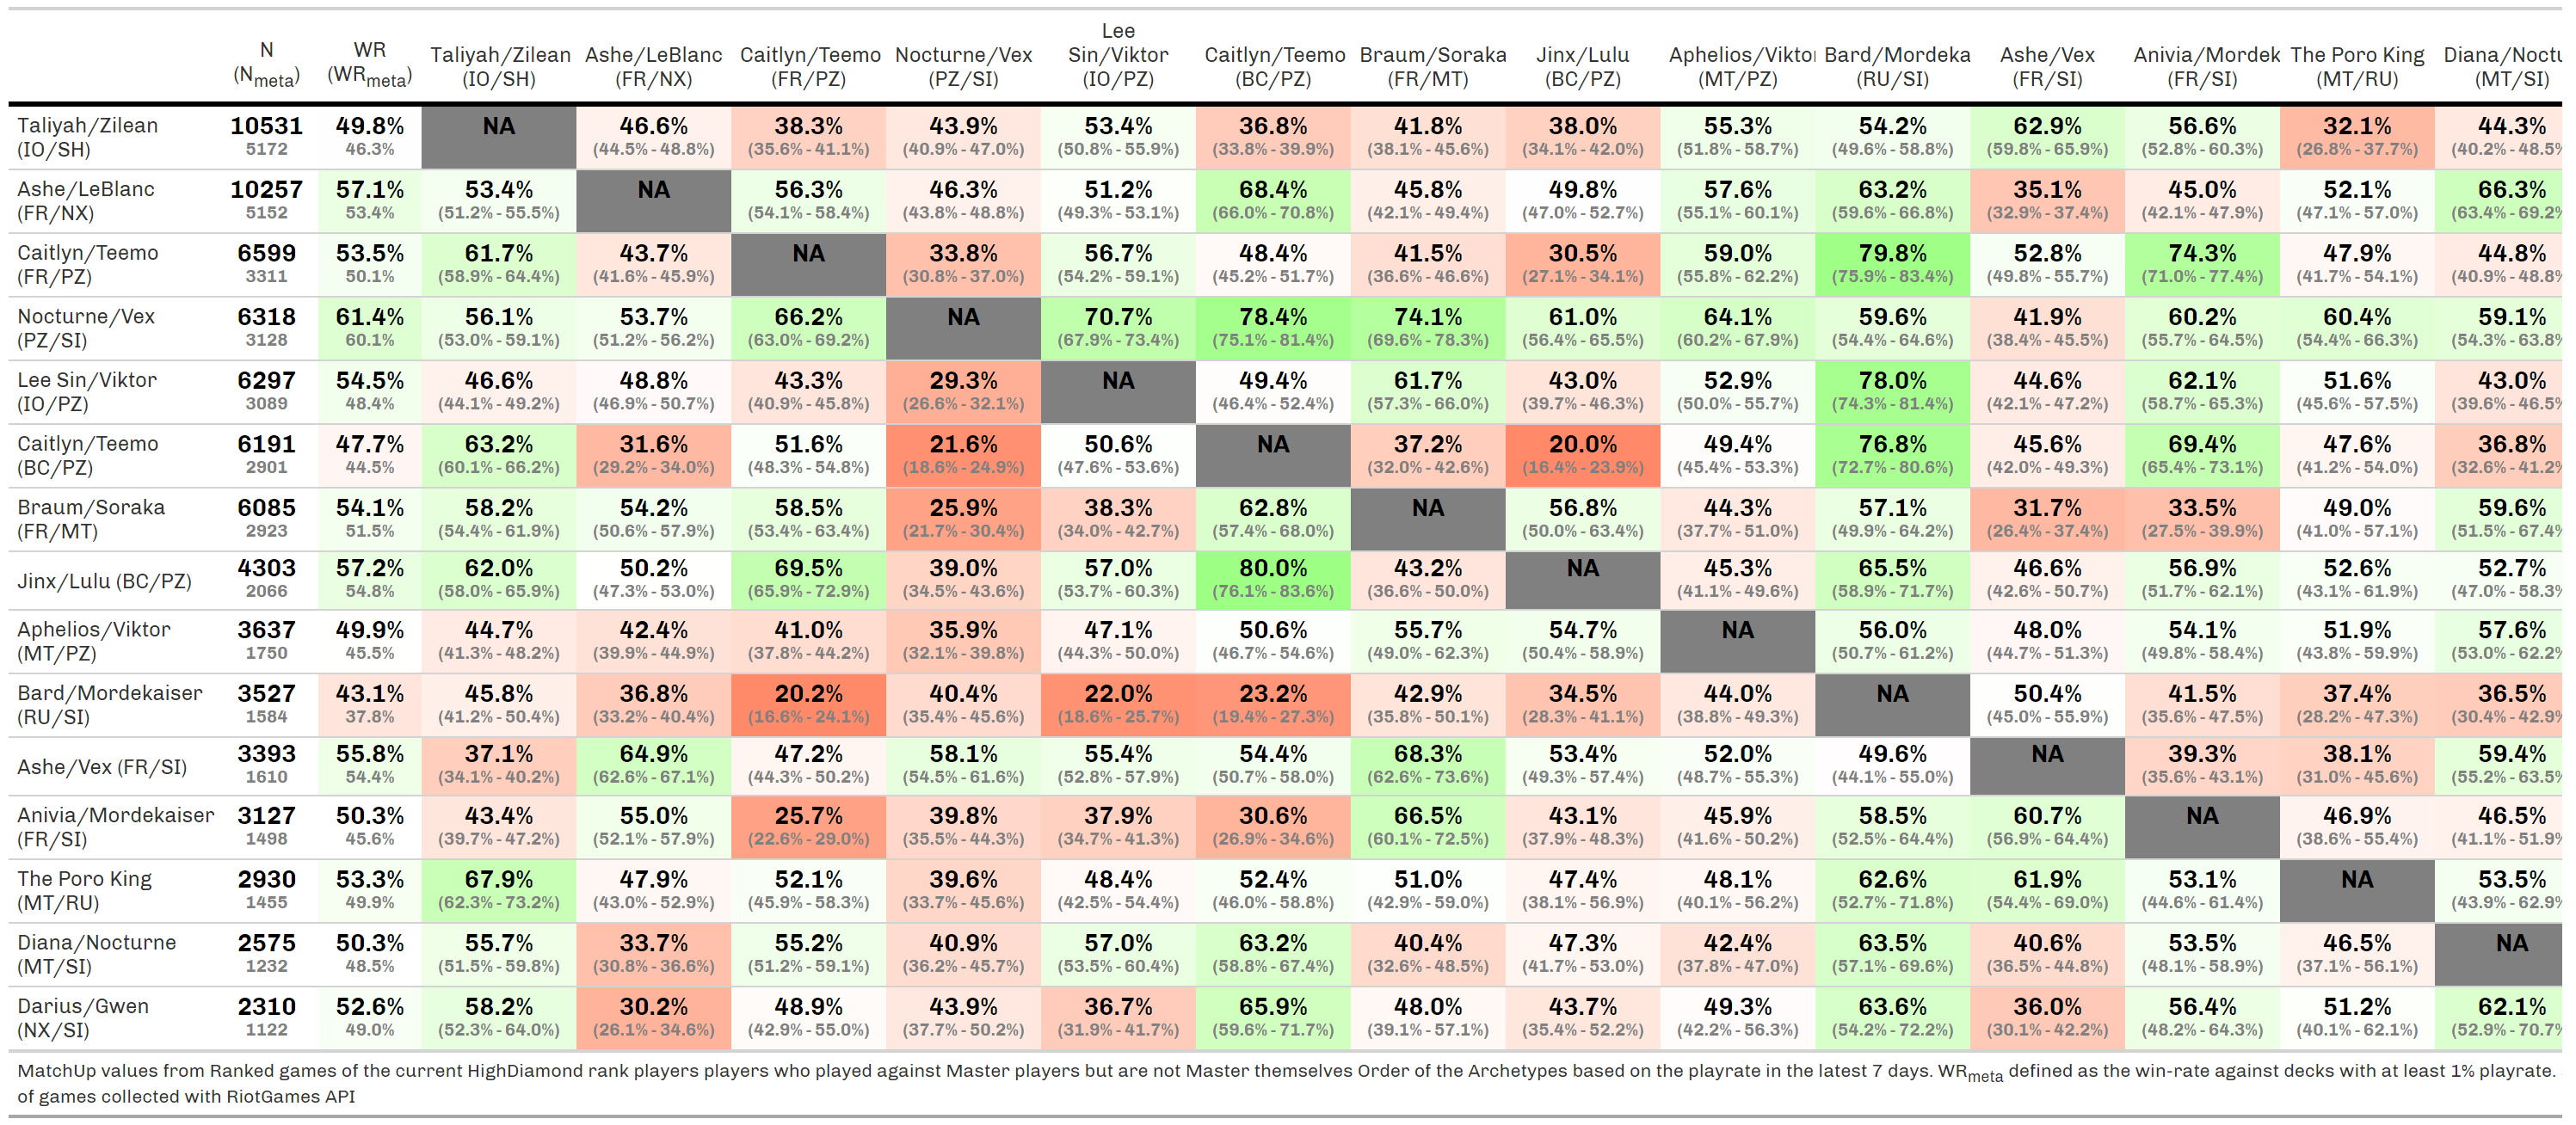 N (N_meta) WR (WR_meta) Taliyah/Zilean (IO/SH) Ashe/LeBlanc (FR/NX) Caitlyn/Teemo (FR/PZ) Nocturne/Vex (PZ/SI) Lee Sin/Viktor (IO/PZ) Caitlyn/Teemo (BC/PZ) Braum/Soraka (FR/MT) Jinx/Lulu (BC/PZ) Aphelios/Viktor (MT/PZ) Bard/Mordeka (RU/SI) Ashe/Vex (FR/SI) Anivia/Mordek (FR/SI) The Poro King (MT/RU) Diana/Noctu (MT/SI)
Taliyah/Zilean 10531 49.8% NA 46.6% 38.3% 43.9% 53.4% 36.8% 41.8% 38.0% 55.3% 54.2% 62.9% 56.6% 32.1% 44.3%
(IO/SH) 5172 46.3% (44.5% - 48.8%) (35.6% - 41.1%) (40.9% - 47.0%) (50.8% - 55.9%) (33.8% - 39.9%) (38.1% - 45.6%) (34.1% - 42.0%) (51.8% - 58.7%) (49.6% - 58.8%) (59.8% - 65.9%) (52.8% - 60.3%) (26.8% - 37.7%) (40.2% - 48.5%
Ashe/LeBlanc 10257 57.1% 53.4% NA 56.3% 46.3% 51.2% 68.4% 45.8% 49.8% 57.6% 63.2% 35.1% 45.0% 52.1% 66.3%
(FR/NX) 5152 53.4% (51.2% - 55.5%) (54.1% - 58.4%) (43.8% - 48.8%) (49.3% - 53.1%) (66.0% - 70.8%) (42.1% - 49.4%) (47.0% - 52.7%) (55.1% - 60.1%) (59.6% - 66.8%) (32.9% - 37.4%) (42.1% - 47.9%) (47.1% - 57.0%) (63.4% - 69.2%
Caitlyn/Teemo 6599 53.5% 61.7% 43.7% NA 33.8% 56.7% 48.4% 41.5% 30.5% 59.0% 79.8% 52.8% 74.3% 47.9% 44.8%
(FR/PZ) 3311 50.1% (58.9% - 64.4%) (41.6% - 45.9%) (30.8% - 37.0%) (54.2% - 59.1%) (45.2% - 51.7%) (36.6% - 46.6%) (27.1% - 34.1%) (55.8% - 62.2%) (75.9% - 83.4%) (49.8% - 55.7%) (71.0% - 77.4%) (41.7% - 54.1%) (40.9% - 48.8%
Nocturne/Vex 6318 61.4% 56.1% 53.7% 66.2% NA 70.7% 78.4% 74.1% 61.0% 64.1% 59.6% 41.9% 60.2% 60.4% 59.1%
(PZ/SI) 3128 60.1% (53.0% - 59.1%) (51.2% - 56.2%) (63.0% - 69.2%) (67.9% - 73.4%) (75.1% - 81.4%) (69.6% - 78.3%) (56.4% - 65.5%) (60.2% - 67.9%) (54.4% - 64.6%) (38.4% - 45.5%) (55.7% - 64.5%) (54.4% - 66.3%) (54.3% - 63.8%
Lee Sin/Viktor 6297 54.5% 46.6% 48.8% 43.3% 29.3% NA 49.4% 61.7% 43.0% 52.9% 78.0% 44.6% 62.1% 51.6% 43.0%
(IO/PZ) 3089 48.4% (44.1% - 49.2%) (46.9% - 50.7%) (40.9% - 45.8%) (26.6% - 32.1%) (46.4% - 52.4%) (57.3% - 66.0%) (39.7% - 46.3%) (50.0% - 55.7%) (74.3% - 81.4%) (42.1% - 47.2%) (58.7% - 65.3%) (45.6% - 57.5%) (39.6% - 46.5%
Caitlyn/Teemo 6191 47.7% 63.2% 31.6% 51.6% 21.6% 50.6% NA 37.2% 20.0% 49.4% 76.8% 45.6% 69.4% 47.6% 36.8%
(BC/PZ) 2901 44.5% (60.1% - 66.2%) (29.2% - 34.0%) (48.3% - 54.8%) (18.6% - 24.9%) (47.6% - 53.6%) (32.0% - 42.6%) (16.4% - 23.9%) (45.4% - 53.3%) (72.7% - 80.6%) (42.0% - 49.3%) (65.4% - 73.1%) (41.2% - 54.0%) (32.6% - 41.2%
Braum/Soraka 6085 54.1% 58.2% 54.2% 58.5% 25.9% 38.3% 62.8% NA 56.8% 44.3% 57.1% 31.7% 33.5% 49.0% 59.6%
(FR/MT) 2923 51.5% (54.4% - 61.9%) (50.6% - 57.9%) (53.4% - 63.4%) (21.7% - 30.4%) (34.0% - 42.7%) (57.4% - 68.0%) (50.0% - 63.4%) (37.7% - 51.0%) (49.9% - 64.2%) (26.4% - 37.4%) (27.5% - 39.9%) (41.0% - 57.1%) (51.5% - 67.4%
Jinx/Lulu (BC/PZ) 4303 57.2% 62.0% 50.2% 69.5% 39.0% 57.0% 80.0% 43.2% NA 45.3% 65.5% 46.6% 56.9% 52.6% 52.7%
2066 54.8% (58.0% - 65.9%) (47.3% - 53.0%) (65.9% - 72.9%) (34.5% - 43.6%) (53.7% - 60.3%) (76.1% - 83.6%) (36.6% - 50.0%) (41.1% - 49.6%) (58.9% - 71.7%) (42.6% - 50.7%) (51.7% - 62.1%) (43.1% - 61.9%) (47.0% - 58.3%
Aphelios/Viktor 3637 49.9% 44.7% 42.4% 41.0% 35.9% 47.1% 50.6% 55.7% 54.7% NA 56.0% 48.0% 54.1% 51.9% 57.6%
(MT/PZ) 1750 45.5% (41.3% - 48.2%) (39.9% - 44.9%) (37.8% - 44.2%) (32.1% - 39.8%) (44.3% - 50.0%) (46.7% - 54.6%) (49.0% - 62.3%) (50.4% - 58.9%) (50.7% - 61.2%) (44.7% - 51.3%) (49.8% - 58.4%) (43.8% - 59.9%) (53.0% - 62.2%
Bard/Mordekaiser 3527 43.1% 45.8% 36.8% 20.2% 40.4% 22.0% 23.2% 42.9% 34.5% 44.0% NA 50.4% 41.5% 37.4% 36.5%
(RU/SI) 1584 37.8% (41.2% - 50.4%) (33.2% - 40.4%) (16.6% - 24.1%) (35.4% - 45.6%) (18.6% - 25.7%) (19.4% - 27.3%) (35.8% - 50.1%) (28.3% - 41.1%) (38.8% - 49.3%) (45.0% - 55.9%) (35.6% - 47.5%) (28.2% - 47.3%) (30.4% - 42.9%
Ashe/Vex (FR/SI) 3393 55.8% 37.1% 64.9% 47.2% 58.1% 55.4% 54.4% 68.3% 53.4% 52.0% 49.6% NA 39.3% 38.1% 59.4%
1610 54.4% (34.1% - 40.2%) (62.6% - 67.1%) (44.3% - 50.2%) (54.5% - 61.6%) (52.8% - 57.9%) (50.7% - 58.0%) (62.6% - 73.6%) (49.3% - 57.4%) (48.7% - 55.3%) (44.1% - 55.0%) (35.6% - 43.1%) (31.0% - 45.6%) (55.2% - 63.5%
Anivia/Mordekaiser 3127 50.3% 43.4% 55.0% 25.7% 39.8% 37.9% 30.6% 66.5% 43.1% 45.9% 58.5% 60.7% NA 46.9% 46.5%
(FR/SI) 1498 45.6% (39.7% - 47.2%) (52.1% - 57.9%) (22.6% - 29.0%) (35.5% - 44.3%) (34.7% - 41.3%) (26.9% - 34.6%) (60.1% - 72.5%) (37.9% - 48.3%) (41.6% - 50.2%) (52.5% - 64.4%) (56.9% - 64.4%) (38.6% - 55.4%) (41.1% - 51.9%
The Poro King 2930 53.3% 67.9% 47.9% 52.1% 39.6% 48.4% 52.4% 51.0% 47.4% 48.1% 62.6% 61.9% 53.1% NA 53.5%
(MT/RU) 1455 49.9% (62.3% - 73.2%) (43.0% - 52.9%) (45.9% - 58.3%) (33.7% - 45.6%) (42.5% - 54.4%) (46.0% - 58.8%) (42.9% - 59.0%) (38.1% - 56.9%) (40.1% - 56.2%) (52.7% - 71.8%) (54.4% - 69.0%) (44.6% - 61.4%) (43.9% - 62.9%
Diana/Nocturne 2575 50.3% 55.7% 33.7% 55.2% 40.9% 57.0% 63.2% 40.4% 47.3% 42.4% 63.5% 40.6% 53.5% 46.5% NA
(MT/SI) 1232 48.5% (51.5% - 59.8%) (30.8% - 36.6%) (51.2% - 59.1%) (36.2% - 45.7%) (53.5% - 60.4%) (58.8% - 67.4%) (32.6% - 48.5%) (41.7% - 53.0%) (37.8% - 47.0%) (57.1% - 69.6%) (36.5% - 44.8%) (48.1% - 58.9%) (37.1% - 56.1%)
Darius/Gwen 2310 52.6% 58.2% 30.2% 48.9% 43.9% 36.7% 65.9% 48.0% 43.7% 49.3% 63.6% 36.0% 56.4% 51.2% 62.1%
(NX/SI) 1122 49.0% (52.3% - 64.0%) (26.1% - 34.6%) (42.9% - 55.0%) (37.7% - 50.2%) (31.9% - 41.7%) (59.6% - 71.7%) (39.1% - 57.1%) (35.4% - 52.2%) (42.2% - 56.3%) (54.2% - 72.2%) (30.1% - 42.2%) (48.2% - 64.3%) (40.1% - 62.1%) (52.9% - 70.7%
MatchUp values from Ranked games of the current HighDiamond rank players players who played against Master players but are not Master themselves Order of the Archetypes based on the playrate in the latest 7 days. WR_meta defined as the win-rate against decks with at least 1% playrate.
of games collected with RiotGames API